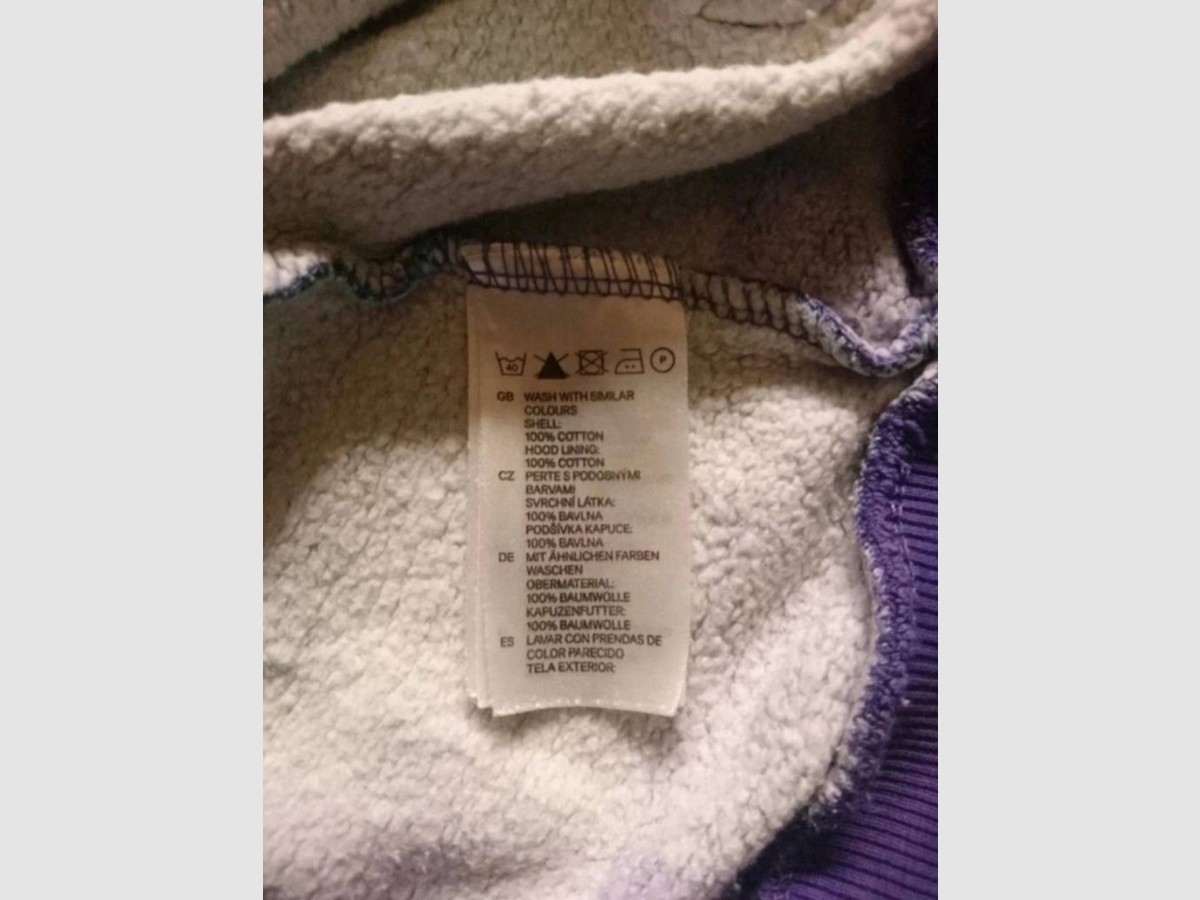 40 P
GB WASH WITH SIMILAR
COLOURS
SHELL:
100% COTTON
HOOD LINING:
100% COTTON
CZ PERTE S PODOBNÝMI
BARVAMI
SVRCHNÍ LÁTKA:
100% BAVLNA
PODŠÍVKA KAPUCE:
100% BAVLNA
DE MIT ÄHNLICHEN FARBEN
WASCHEN
OBERMATERIAL:
100% BAUMWOLLE
KAPUZENFUTTER:
100% BAUMWOLLE
ES LAVAR CON PRENDAS DE
COLOR PARECIDO
TELA EXTERIOR: